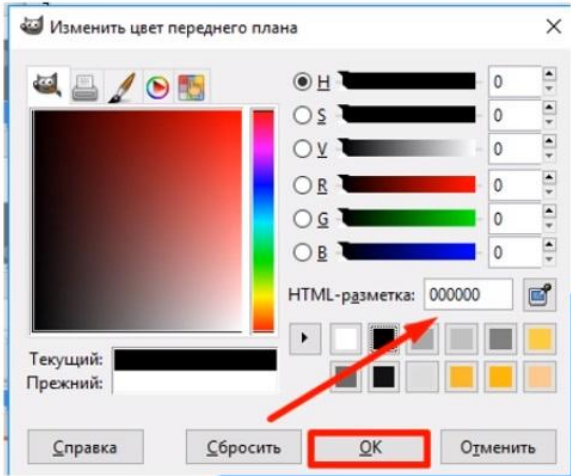 Изменить цвет переднего плана
H 0
S 0
V 0
R 0
G 0
B 0
HTML-разметка: 000000
Текущий:
Прежний:
Справка
Сбросить
OK
Отменить